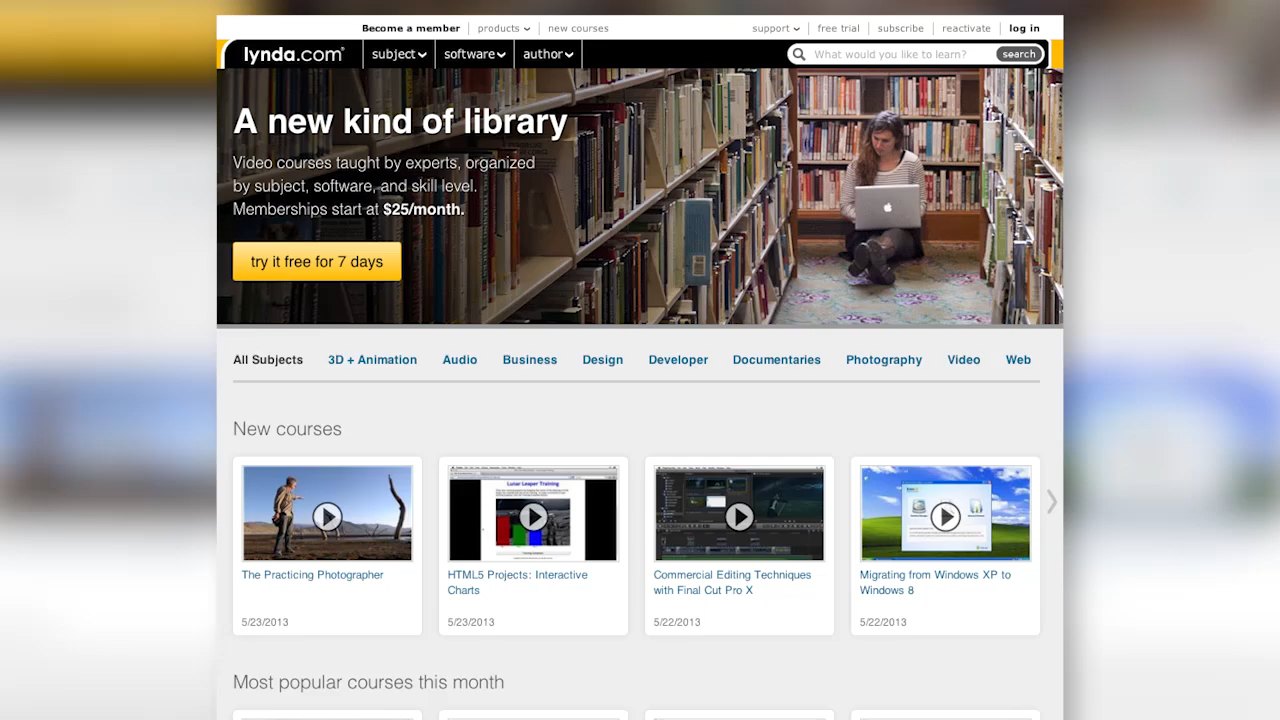 Become a member products new courses support free trial subscribe reactivate log in
lynda.com® subject software author What would you like to learn? search
A new kind of library
Video courses taught by experts, organized
by subject, software, and skill level.
Memberships start at $25/month.
try it free for 7 days
All Subjects 3D + Animation Audio Business Design Developer Documentaries Photography Video Web
New courses
Lunar Leaper Training
The Practicing Photographer
5/23/2013
HTML5 Projects: Interactive
Charts
5/23/2013
Commercial Editing Techniques
with Final Cut Pro X
5/22/2013
Migrating from Windows XP to
Windows 8
5/22/2013
Most popular courses this month